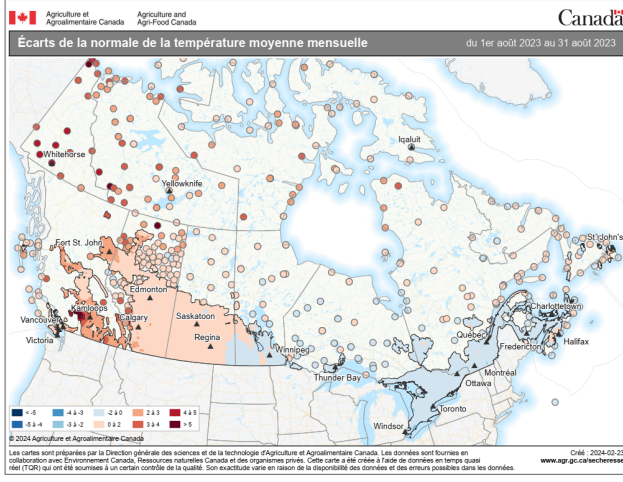 Agriculture et
Agroalimentaire Canada
Agriculture and
Agri-Food Canada
Canada
Écarts de la normale de la température moyenne mensuelle
du 1er août 2023 au 31 août 2023
Iqaluit
Whitehorse
Yellowknife
Fort St. John
St. John's
Edmonton
Kamloops
Charlottetown
Vancouver
Calgary
Saskatoon
Québec
Victoria
Regina
Fredericton
Halifax
Winnipeg
Montréal
Thunder Bay
Ottawa
Toronto
Windsor
< -5
-4 à -3
-2 à 0
2 à 3
4 à 5
-5 à -4
-3 à -2
0 à 2
3 à 4
> 5
© 2024 Agriculture et Agroalimentaire Canada
Les cartes sont préparées par la Direction générale des sciences et de la technologie d'Agriculture et Agroalimentaire Canada. Les données sont fournies en
collaboration avec Environnement Canada, Ressources naturelles Canada et des organismes privés. Cette carte a été créée à l'aide de données en temps quasi
réel (TQR) qui ont été soumises à un certain contrôle de la qualité. Son exactitude varie en raison de la disponibilité des données et des erreurs possibles dans les données.
Créé : 2024-02-23
www.agr.gc.ca/secheresse